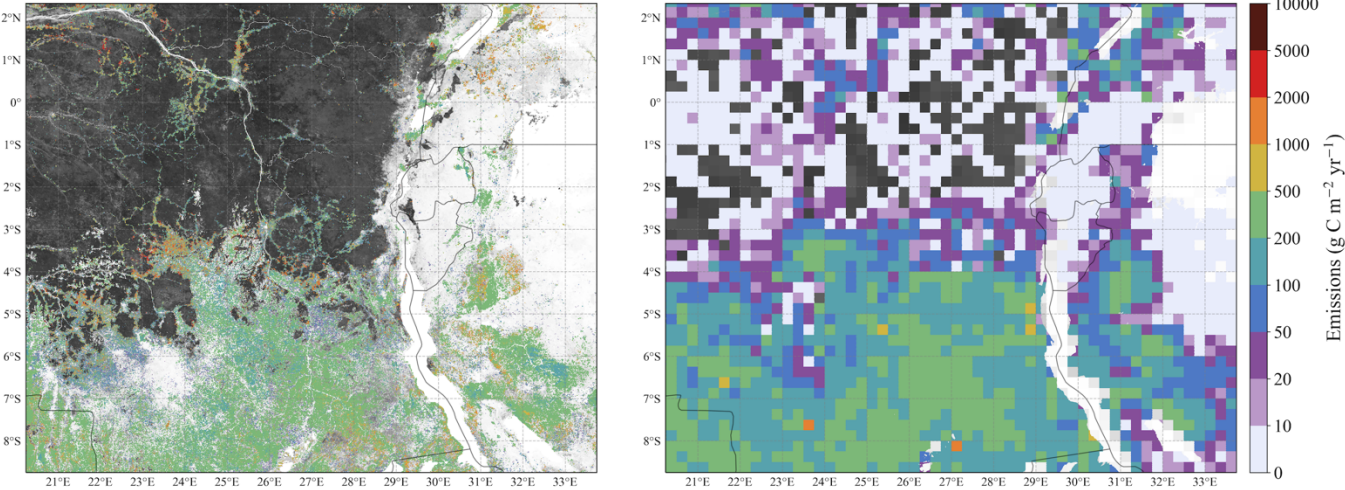 2°N
1°N
0°
1°S
2°S
3°S
4°S
5°S
6°S
7°S
8°S
21°E 22°E 23°E 24°E 25°E 26°E 27°E 28°E 29°E 30°E 31°E 32°E 33°E
2°N
1°N
0°
1°S
2°S
3°S
4°S
5°S
6°S
7°S
8°S
21°E 22°E 23°E 24°E 25°E 26°E 27°E 28°E 29°E 30°E 31°E 32°E 33°E
10000
5000
2000
1000
500
200
100
50
20
10
0
Emissions (g C m⁻² yr⁻¹)